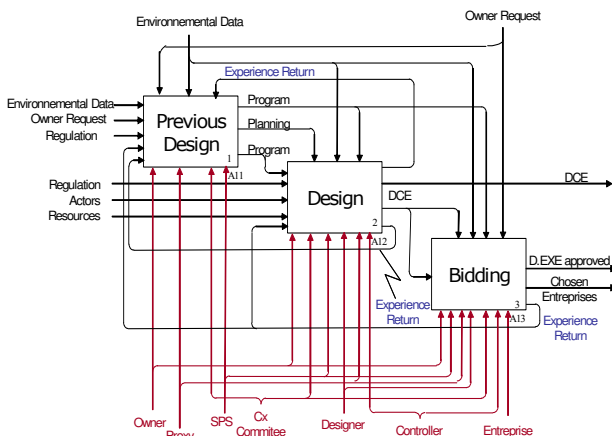 Owner Request
Environnemental Data
Experience Return
Environmental Data
Owner Request
Regulation
Previous
Design
1
A11
Program
Planning
Program
Regulation
Actors
Resources
Design
2
A12
DCE
DCE
Bidding
3
A13
D.EXE approved
Chosen
Entreprises
Experience
Return
Experience
Return
Owner
Proxy
SPS
Cx
Commitee
Designer
Controller
Entreprise